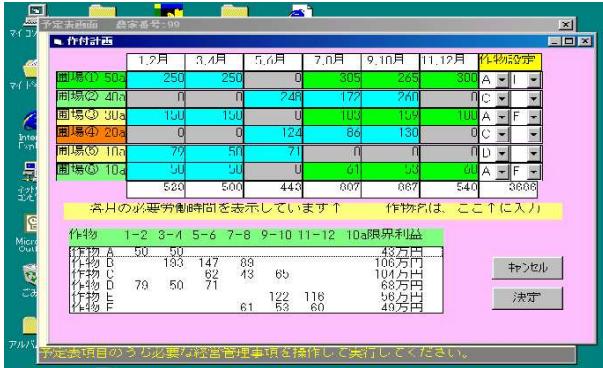 予定表画面 農家番号:99
作付計画
1,2月 3,4月 5,6月 7,8月 9,10月 11,12月 作物設定
圃場① 50a 250 250 0 305 265 300 A F
圃場② 40a 0 0 248 172 260 0 C
圃場③ 30a 150 150 0 183 159 180 A F
圃場④ 20a 0 0 124 86 130 0 C
圃場⑤ 10a 79 50 71 0 0 0 D
圃場⑥ 10a 50 50 0 61 53 60 A F
529 500 443 807 867 540 3686
各月の必要労働時間を表示しています↑ 作物名は、ここ↑に入力
作物 1-2 3-4 5-6 7-8 9-10 11-12 10a限界利益
作物 A 50 50 43万円
作物 B 193 147 89 106万円
作物 C 62 43 65 104万円
作物 D 79 50 71 68万円
作物 E 122 116 56万円
作物 F 61 53 60 49万円
キャンセル
決定
予定表項目のうち必要な経営管理事項を操作して実行してください。